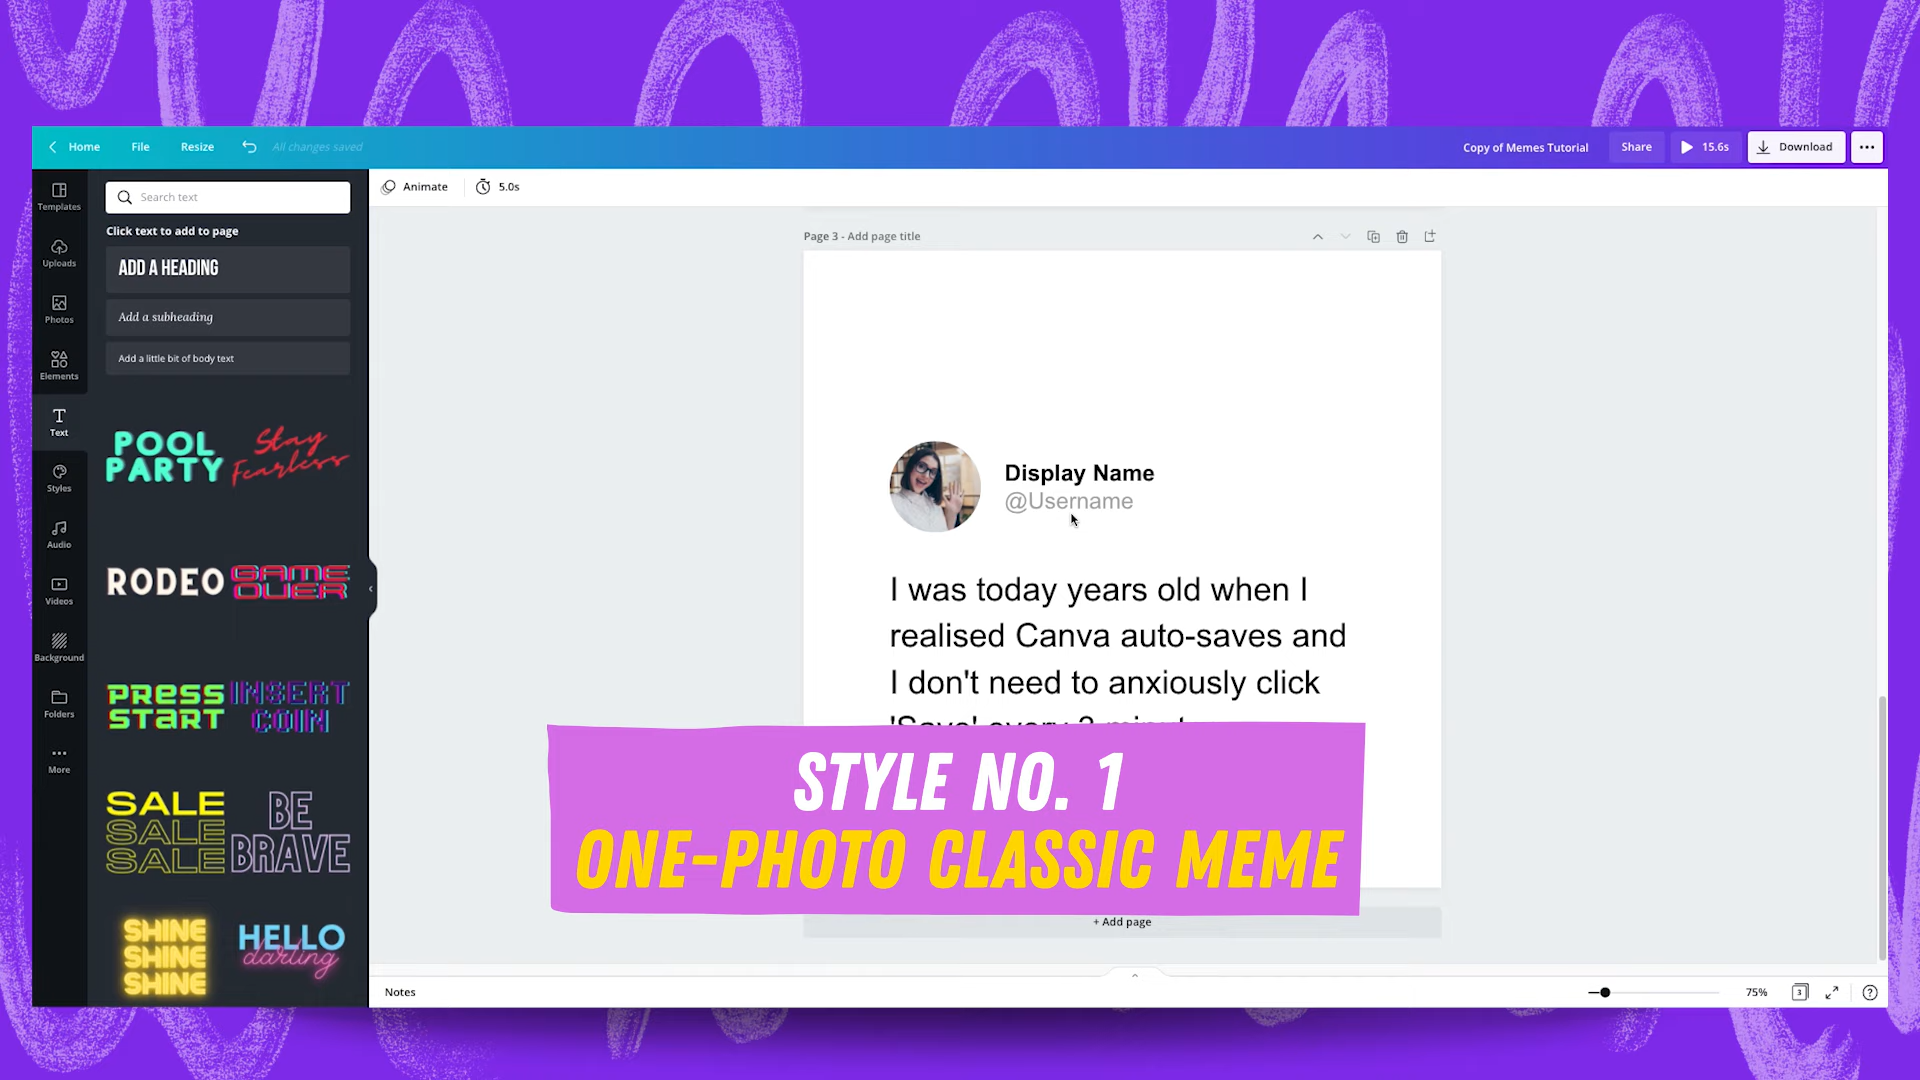 Home
File
Resize
All changes saved
Copy of Memes Tutorial
Share
15.6s
Download
Templates
Uploads
Photos
Elements
Text
Styles
Audio
Videos
Background
Folders
More
Search text
Click text to add to page
ADD A HEADING
Add a subheading
Add a little bit of body text
POOL
PARTY
Stay
Fearless
RODEO
GAME
OVER
PRESS
START
INSERT
COIN
SALE
SALE
SALE
BE
BRAVE
SHINE
SHINE
SHINE
HELLO
darling
Animate
5.0s
Page 3 - Add page title
Display Name
@Username
I was today years old when I
realised Canva auto-saves and
I don't need to anxiously click
'Save' every
STYLE NO. 1
ONE-PHOTO CLASSIC MEME
+ Add page
Notes
75%
3